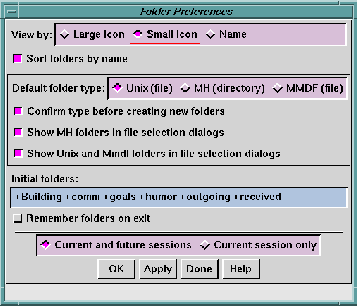 Folder Preferences
View by: Large Icon Small Icon Name
Sort folders by name
Default folder type: Unix (file) MH (directory) MMDF (file)
Confirm type before creating new folders
Show MH folders in file selection dialogs
Show Unix and Mmdf folders in file selection dialogs
Initial folders:
+Building +comm +goals +humor +outgoing +received
Remember folders on exit
Current and future sessions Current session only
OK Apply Done Help